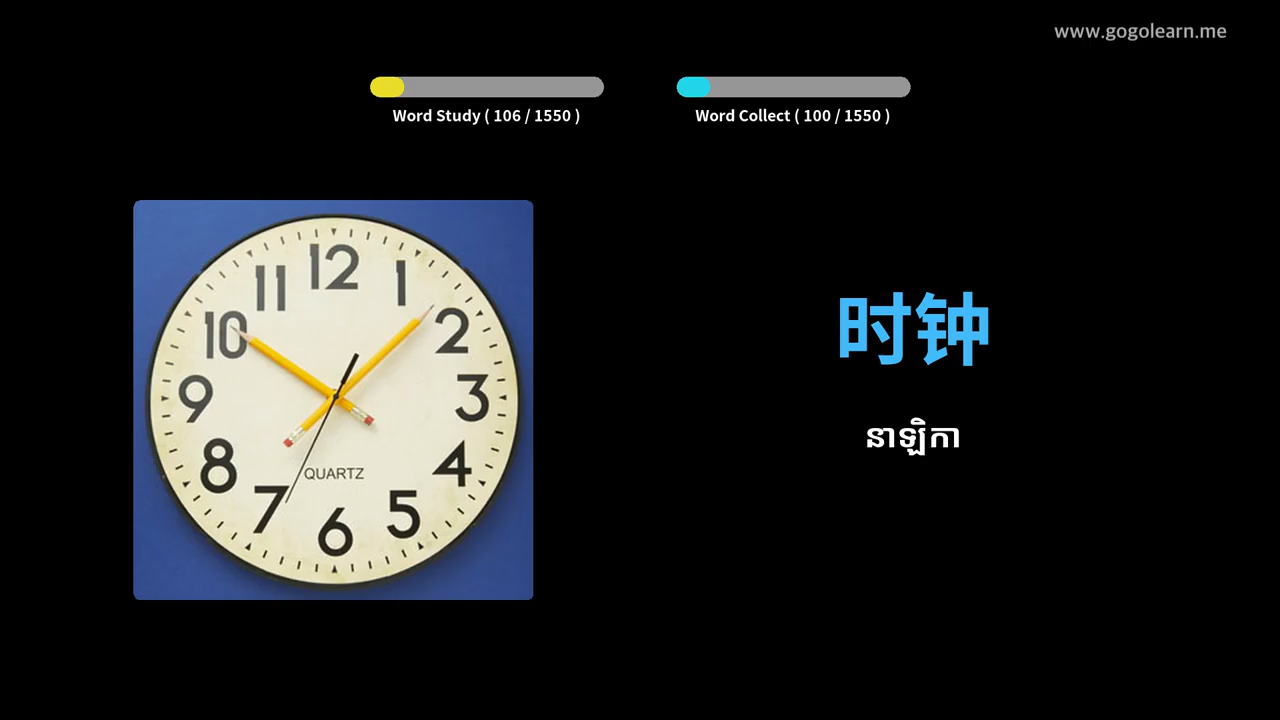 www.gogolearn.me
Word Study ( 106 / 1550 )
Word Collect ( 100 / 1550 )
12
11
1
10
2
9
3
8
4
QUARTZ
7
5
6
时钟
នាឡិកា